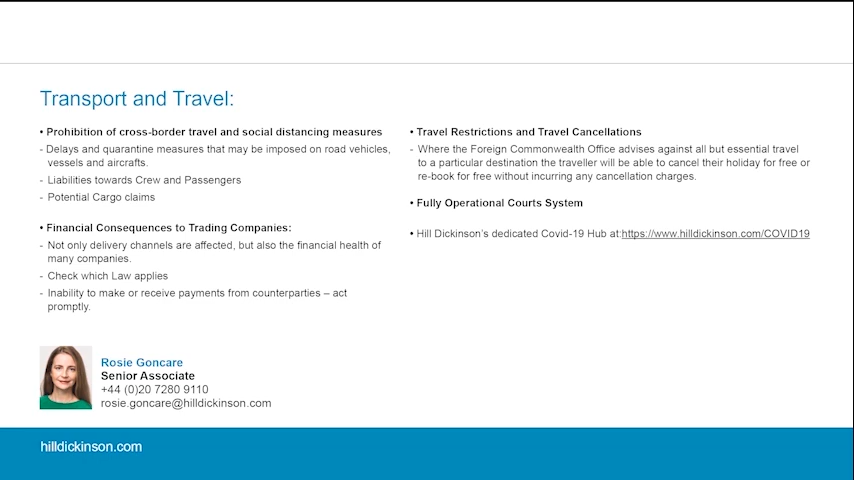 Transport and Travel:
• Prohibition of cross-border travel and social distancing measures
- Delays and quarantine measures that may be imposed on road vehicles,
vessels and aircrafts.
- Liabilities towards Crew and Passengers
- Potential Cargo claims
• Financial Consequences to Trading Companies:
- Not only delivery channels are affected, but also the financial health of
many companies.
- Check which Law applies
- Inability to make or receive payments from counterparties – act
promptly.
• Travel Restrictions and Travel Cancellations
- Where the Foreign Commonwealth Office advises against all but essential travel
to a particular destination the traveller will be able to cancel their holiday for free or
re-book for free without incurring any cancellation charges.
• Fully Operational Courts System
• Hill Dickinson's dedicated Covid-19 Hub at:https://www.hilldickinson.com/COVID19
Rosie Goncare
Senior Associate
+44 (0)20 7280 9110
rosie.goncare@hilldickinson.com
hilldickinson.com